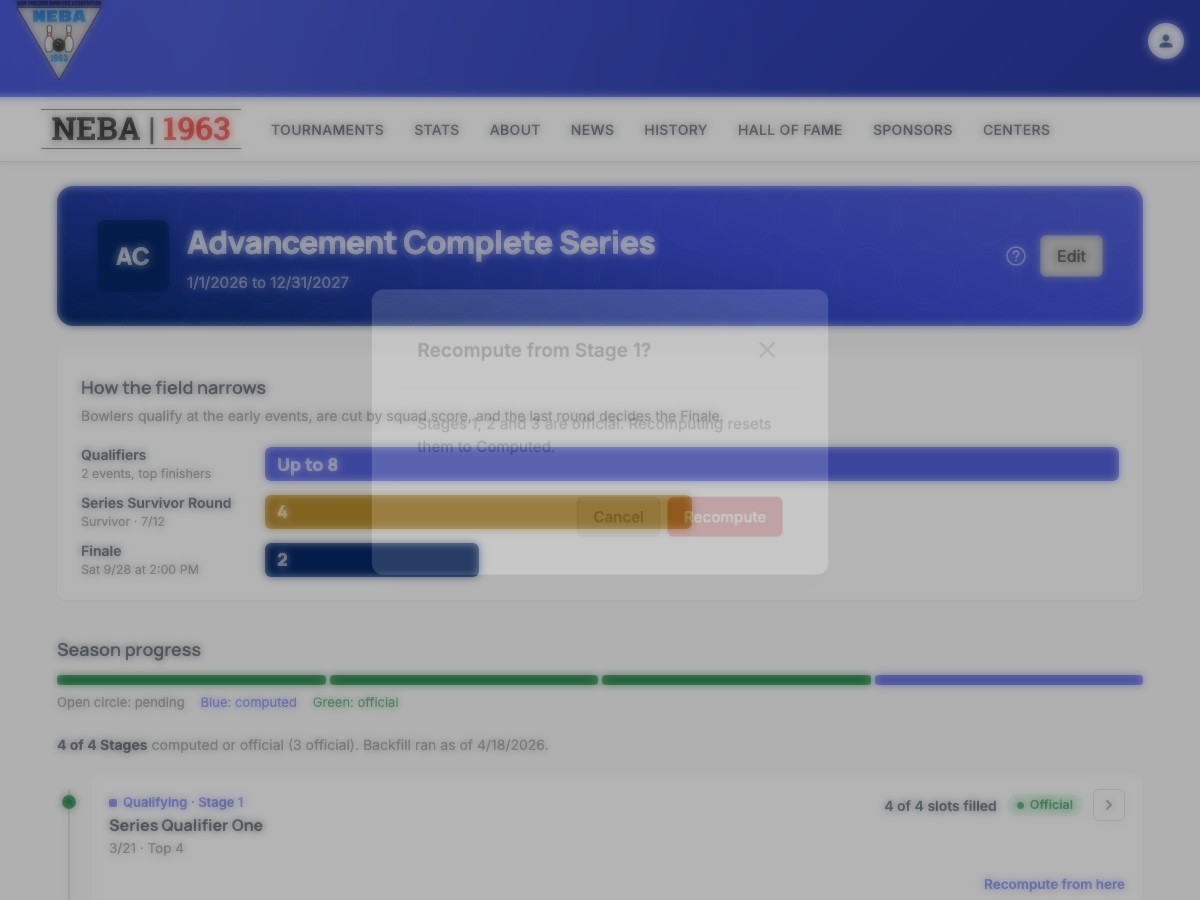 NEW ENGLAND BOWLERS ASSOCIATION
NEBA
1963
NEBA | 1963
TOURNAMENTS
STATS
ABOUT
NEWS
HISTORY
HALL OF FAME
SPONSORS
CENTERS
AC
Advancement Complete Series
1/1/2026 to 12/31/2027
?
Edit
Recompute from Stage 1?
Stages 1, 2 and 3 are official. Recomputing resets
them to Computed.
Cancel
Recompute
How the field narrows
Bowlers qualify at the early events, are cut by squad score, and the last round decides the Finale.
Qualifiers
2 events, top finishers
Up to 8
Series Survivor Round
Survivor · 7/12
4
Finale
Sat 9/28 at 2:00 PM
2
Season progress
Open circle: pending
Blue: computed
Green: official
4 of 4 Stages computed or official (3 official). Backfill ran as of 4/18/2026.
Qualifying · Stage 1
Series Qualifier One
3/21 · Top 4
4 of 4 slots filled
Official
Recompute from here